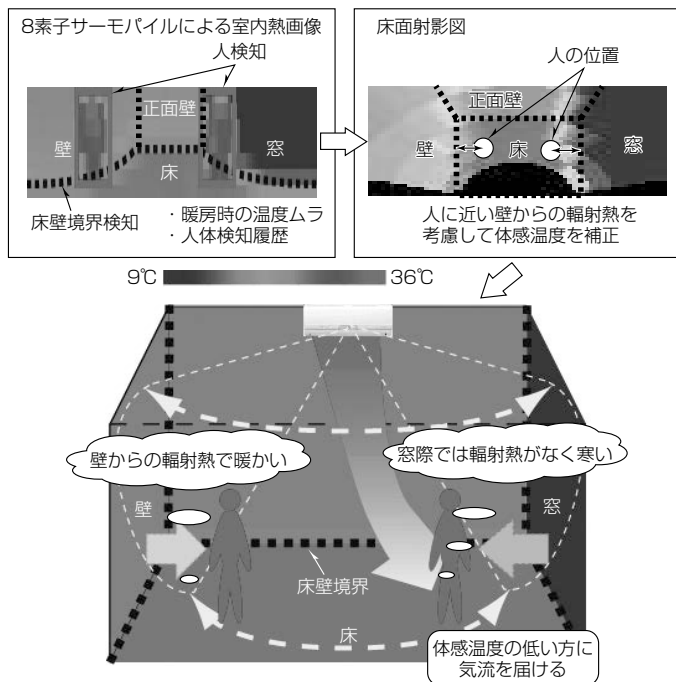 8素子サーモパイルによる室内熱画像
人検知
正面壁
壁
窓
床
床壁境界検知
・暖房時の温度ムラ
・人体検知履歴
床面射影図
人の位置
正面壁
壁
床
窓
人に近い壁からの輻射熱を
考慮して体感温度を補正
9℃
36℃
壁からの輻射熱で暖かい
窓際では輻射熱がなく寒い
壁
窓
床壁境界
床
体感温度の低い方に
気流を届ける